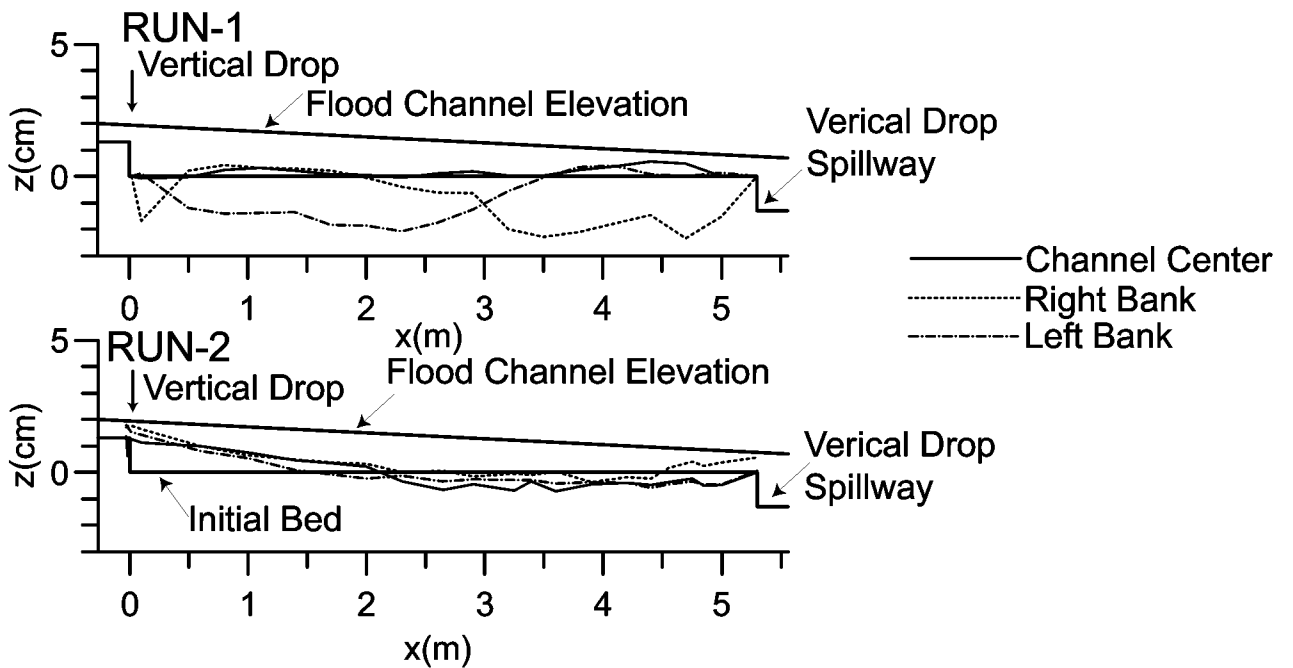 RUN-1
5
Vertical Drop
Flood Channel Elevation
Verical Drop
Spillway
z(cm)
0
0 1 2 3 4 5
x(m)
Channel Center
Right Bank
Left Bank
5
RUN-2
Vertical Drop
Flood Channel Elevation
Verical Drop
Spillway
z(cm)
0
Initial Bed
0 1 2 3 4 5
x(m)